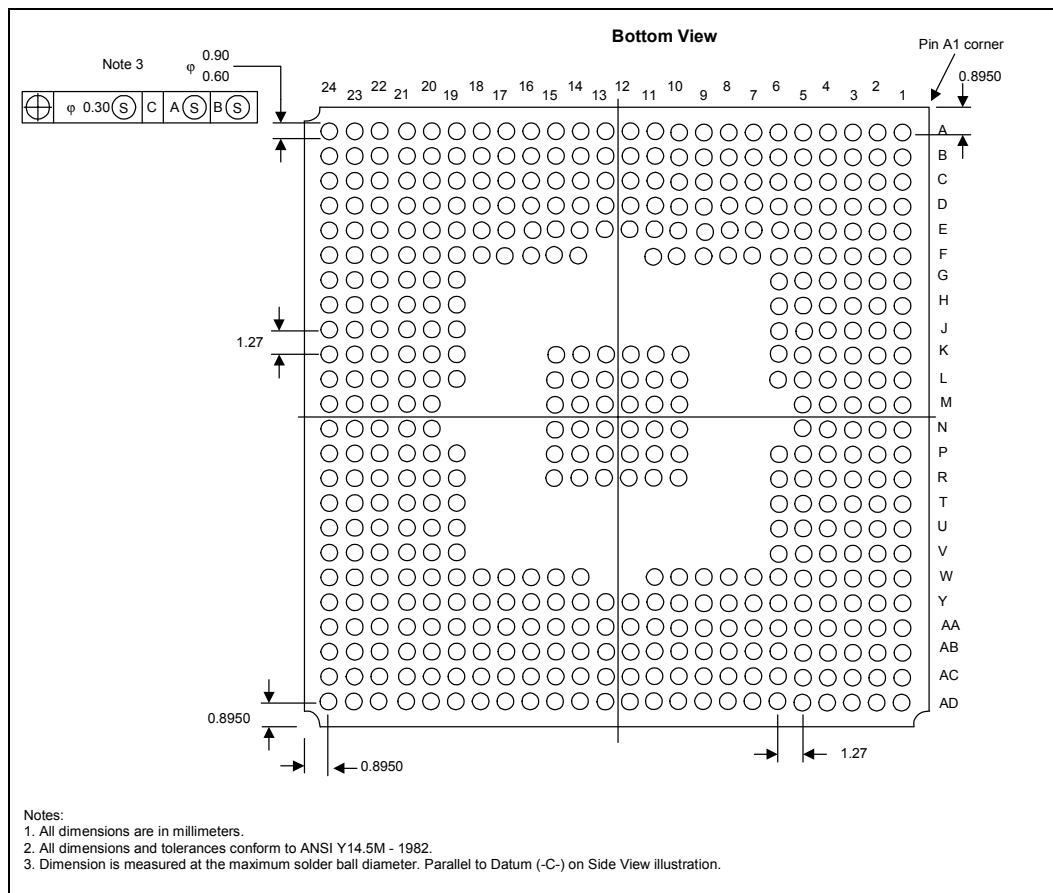 Bottom View
Pin A1 corner
Note 3
φ 0.90
0.60
φ 0.30 S C A S B S
0.8950
24 23 22 21 20 19 18 17 16 15 14 13 12 11 10 9 8 7 6 5 4 3 2 1
A
B
C
D
E
F
G
H
J
1.27
K
L
M
N
P
R
T
U
V
W
Y
AA
AB
AC
AD
0.8950
0.8950
1.27
Notes:
1. All dimensions are in millimeters.
2. All dimensions and tolerances conform to ANSI Y14.5M - 1982.
3. Dimension is measured at the maximum solder ball diameter. Parallel to Datum (-C-) on Side View illustration.